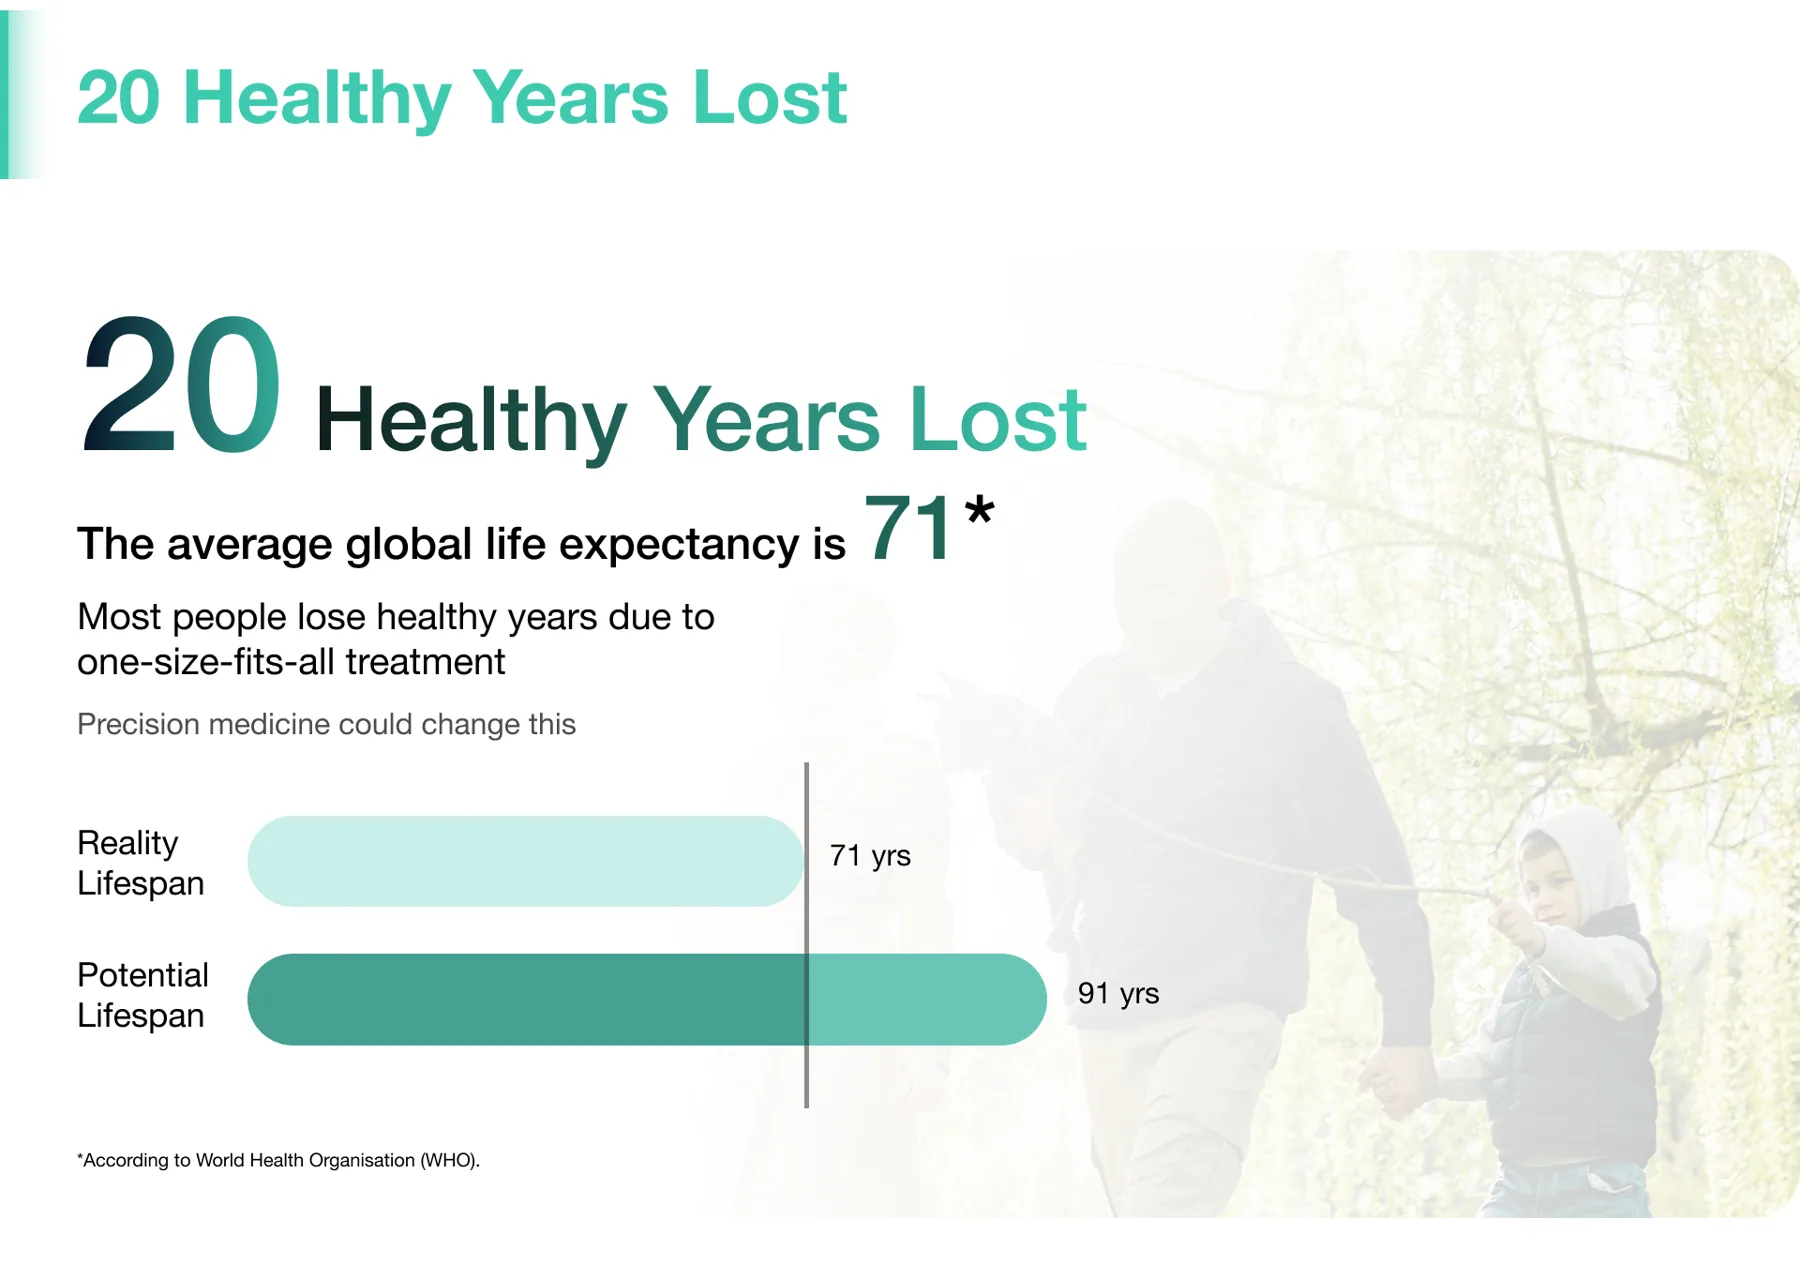 20 Healthy Years Lost
20 Healthy Years Lost
The average global life expectancy is 71*
Most people lose healthy years due to
one-size-fits-all treatment
Precision medicine could change this
Reality
Lifespan
71 yrs
Potential
Lifespan
91 yrs
*According to World Health Organisation (WHO).